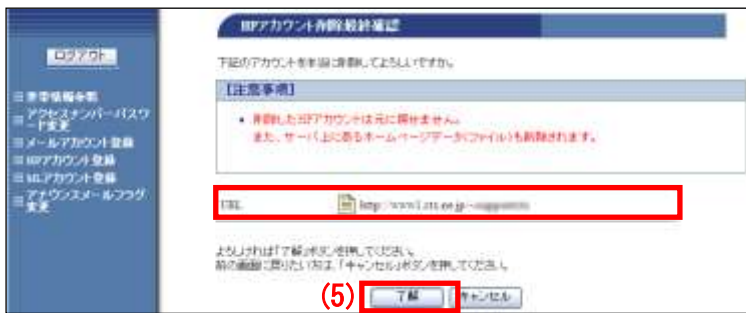 HPアカウント削除最終確認
ログアウト
下記のアカウントを本当に削除してよろしいですか。
【注意事項】
• 削除したHPアカウントは元に戻せません。
また、サーバ上にあるホームページデータ(ファイル)も削除されます。
アクセスナンバーパスワード変更
メールアカウント登録
HPアカウント登録
MLアカウント登録
アナウンスメールフラグ
変更
URL
よろしければ「了解」ボタンを押してください。
前の画面に戻りたい方は、「キャンセル」ボタンを押してください。
(5) 了解 キャンセル